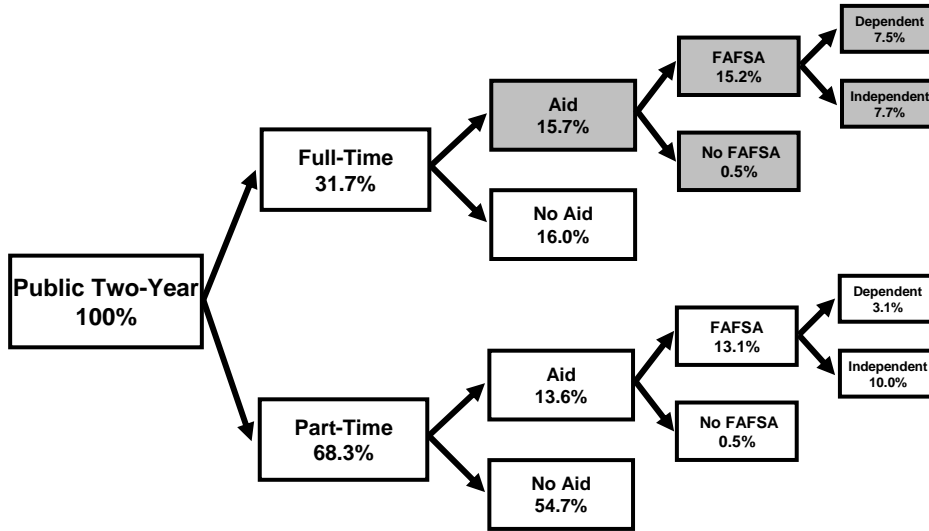 Public Two-Year
100%
Full-Time
31.7%
Aid
15.7%
FAFSA
15.2%
Dependent
7.5%
Independent
7.7%
No FAFSA
0.5%
No Aid
16.0%
Part-Time
68.3%
Aid
13.6%
FAFSA
13.1%
Dependent
3.1%
Independent
10.0%
No FAFSA
0.5%
No Aid
54.7%